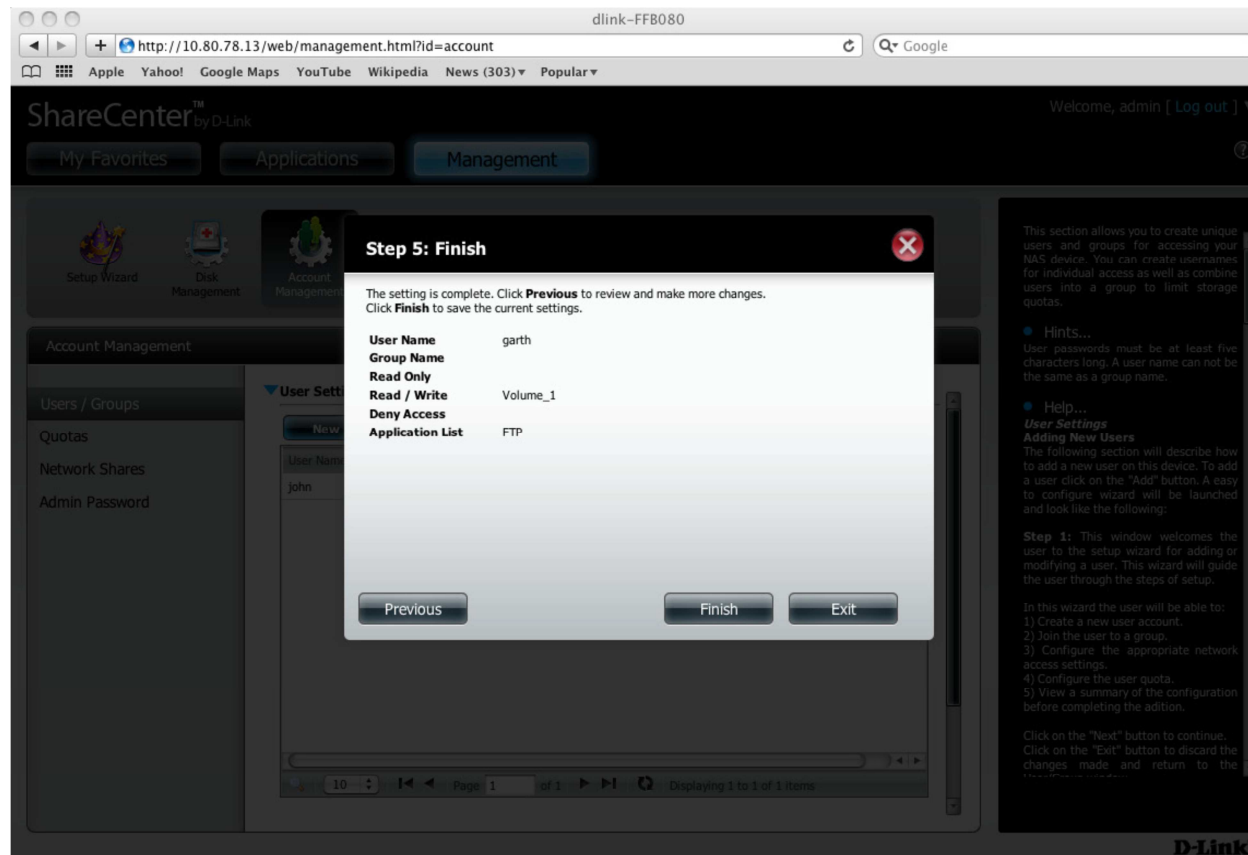 dlink-FFB080
http://10.80.78.13/web/management.html?id=account
Google
Apple Yahoo! Google Maps YouTube Wikipedia News (303) Popular
ShareCenter™ by D-Link
Welcome, admin [ Log out ]
My Favorites Applications Management
Setup Wizard
Disk Management
Account Management
Account Management
Users / Groups
Quotas
Network Shares
Admin Password
User Setti
New
User Name
john
Step 5: Finish
The setting is complete. Click Previous to review and make more changes.
Click Finish to save the current settings.
User Name garth
Group Name
Read Only
Read / Write Volume_1
Deny Access
Application List FTP
Previous Finish Exit
10 Page 1 of 1 Displaying 1 to 1 of 1 items
This section allows you to create unique
users and groups for accessing your
NAS device. You can create usernames
for individual access as well as combine
users into a group to limit storage
quotas.
Hints...
User passwords must be at least five
characters long. A user name can not be
the same as a group name.
Help...
User Settings
Adding New Users
The following section will describe how
to add a new user on this device. To add
a user click on the "Add" button. A easy
to configure wizard will be launched
and look like the following:
Step 1: This window welcomes the
user to the setup wizard for adding or
modifying a user. This wizard will guide
the user through the steps of setup.
In this wizard the user will be able to:
1) Create a new user account.
2) Join the user to a group.
3) Configure the appropriate network
access settings.
4) Configure the user quota.
5) View a summary of the configuration
before completing the adition.
Click on the "Next" button to continue.
Click on the "Exit" button to discard the
changes made and return to the
D-Link